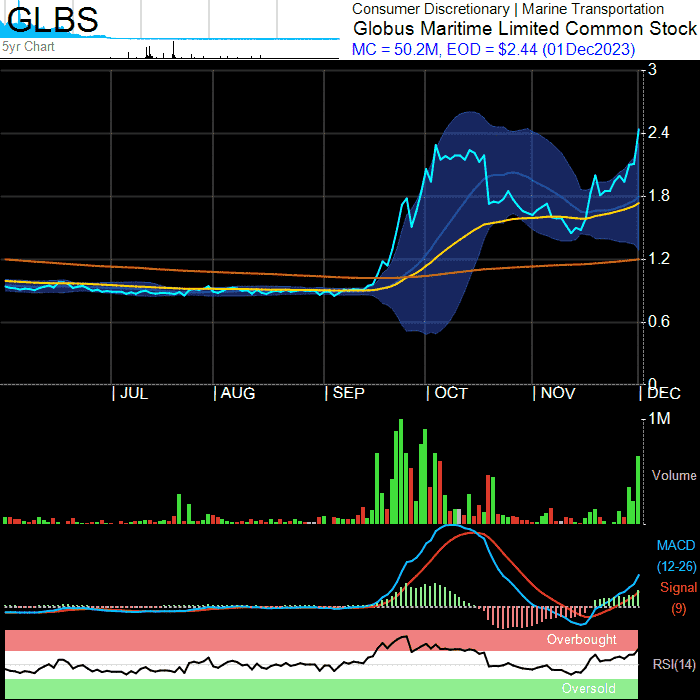 GLBS
5yr Chart
Consumer Discretionary | Marine Transportation
Globus Maritime Limited Common Stock
MC = 50.2M, EOD = $2.44 (01Dec2023)
3
2.4
1.8
1.2
0.6
0
JUL AUG SEP OCT NOV DEC
1M
Volume
MACD
(12-26)
Signal
(9)
Overbought
RSI(14)
Oversold